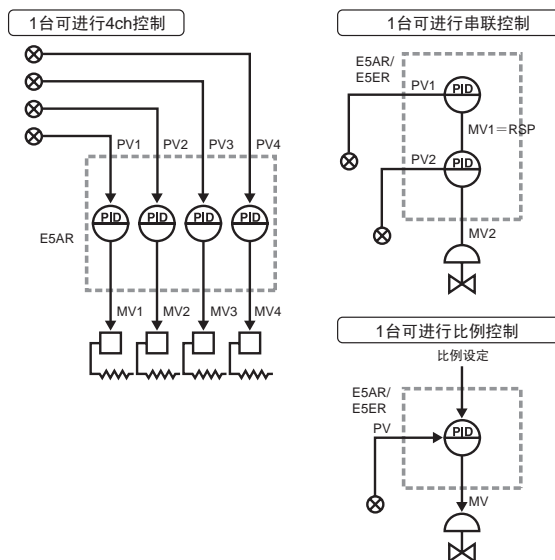 1台可进行4ch控制
PV1 PV2 PV3 PV4
PID PID PID PID
E5AR
MV1 MV2 MV3 MV4
1台可进行串联控制
E5AR/
E5ER
PV1
PID
MV1=RSP
PV2
PID
MV2
1台可进行比例控制
比例设定
E5AR/
E5ER
PV
PID
MV